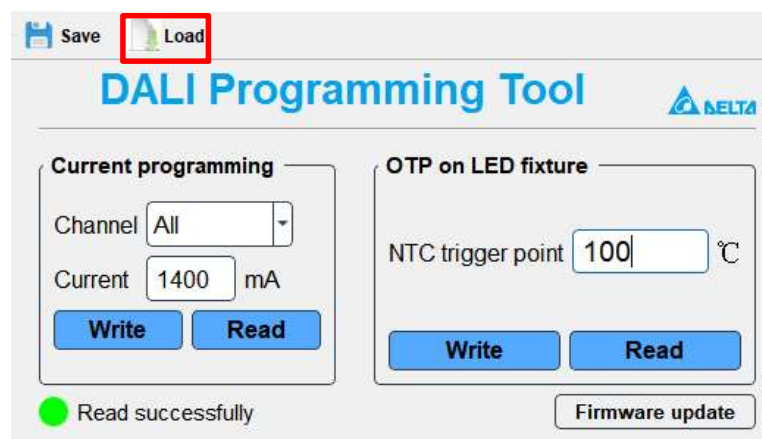 Save Load
DALI Programming Tool
DELTA
Current programming
Channel All
Current 1400 mA
Write Read
OTP on LED fixture
NTC trigger point 100 ℃
Write Read
Read successfully
Firmware update